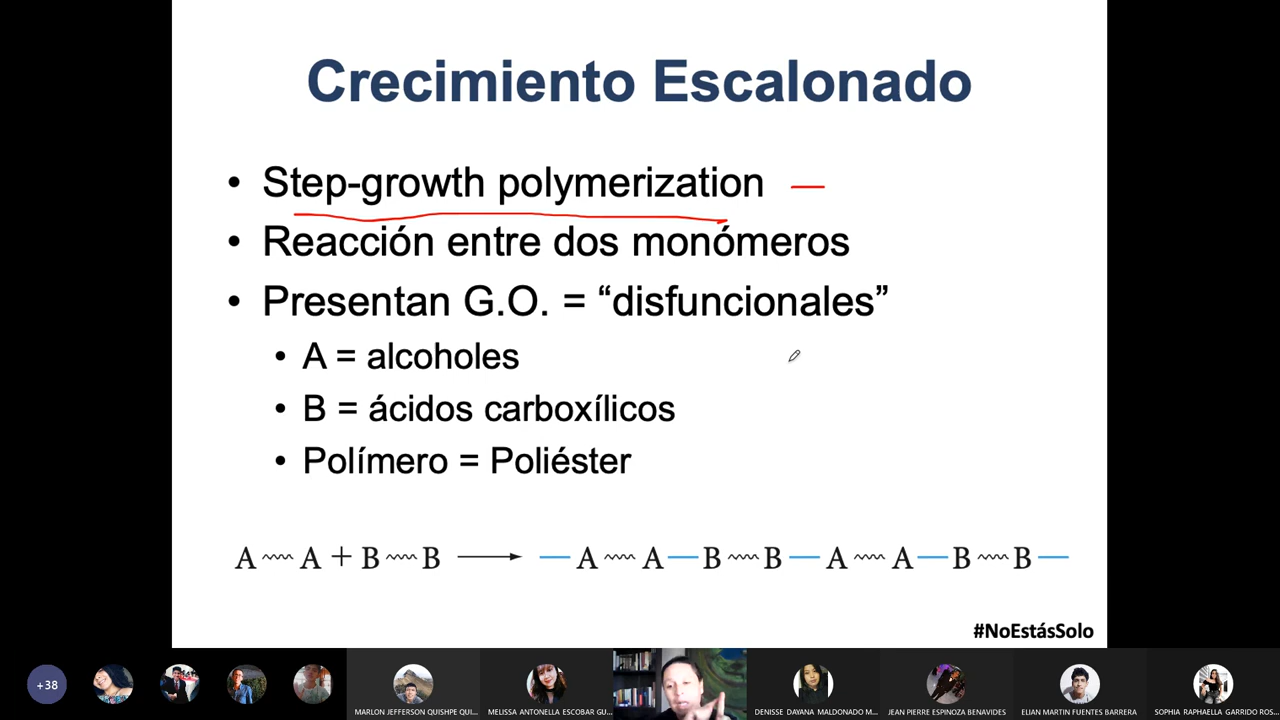 Crecimiento Escalonado
• Step-growth polymerization
• Reacción entre dos monómeros
• Presentan G.O. = “disfuncionales”
• A = alcoholes
• B = ácidos carboxílicos
• Polímero = Poliéster
A A + B B → A A B B A A B B
#NoEstásSolo
+38
MARLON JEFFERSON QUISHPE QUI...
MELISSA ANTONELLA ESCOBAR GU...
DENISSE DAYANA MALDONADO M...
JEAN PIERRE ESPINOZA BENAVIDES
ELIAN MARTIN FUENTES BARRERA
SOPHIA RAPHAELLA GARRIDO ROS...